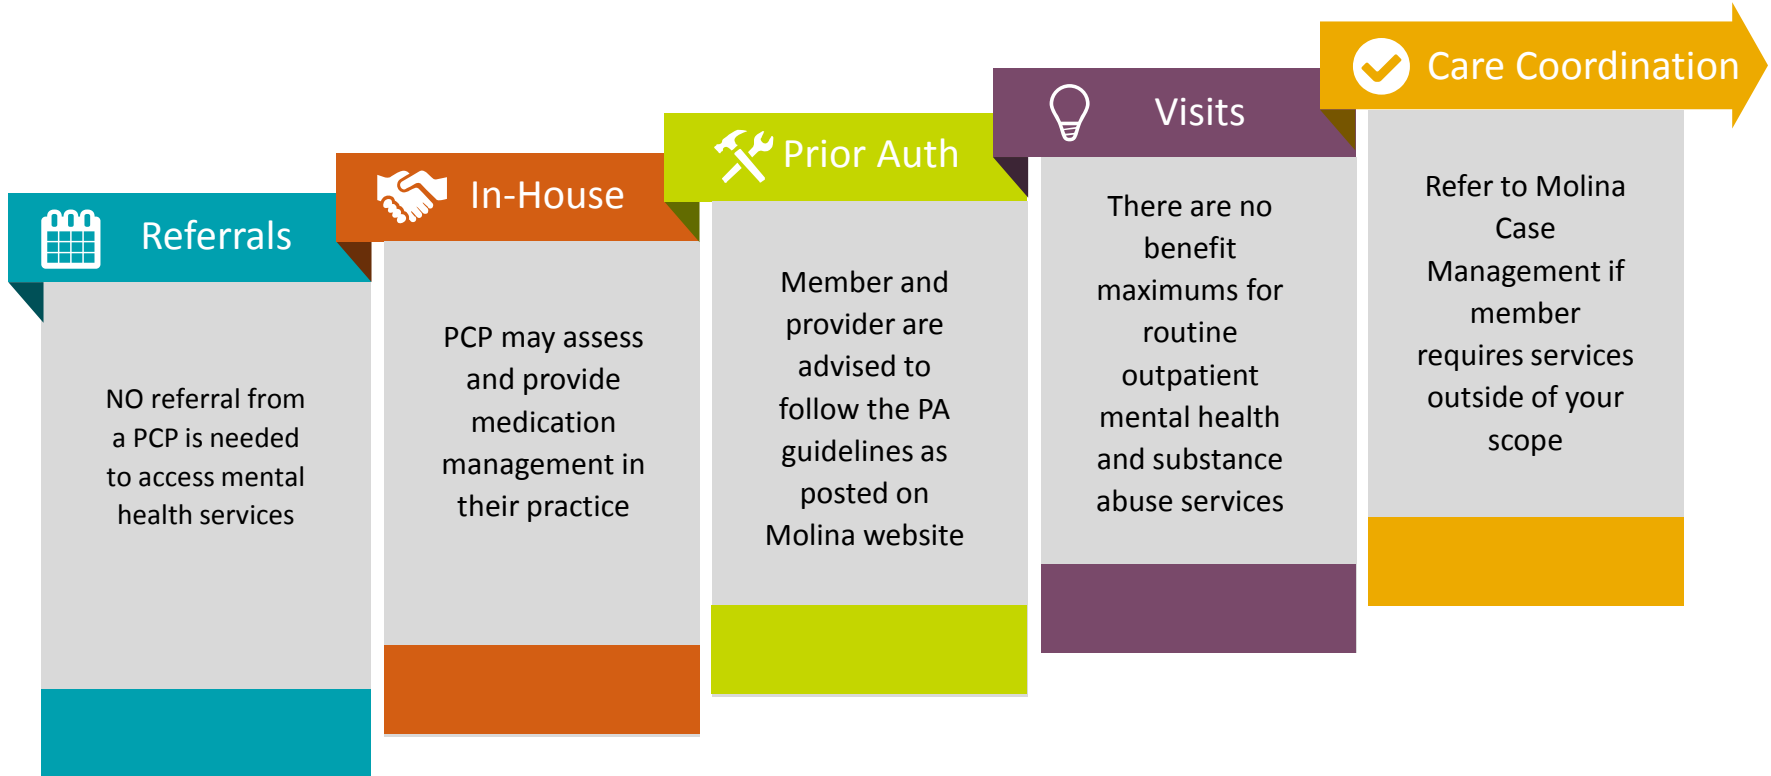 Referrals
NO referral from
a PCP is needed
to access mental
health services
In-House
PCP may assess
and provide
medication
management in
their practice
Prior Auth
Member and
provider are
advised to
follow the PA
guidelines as
posted on
Molina website
Visits
There are no
benefit
maximums for
routine
outpatient
mental health
and substance
abuse services
Care Coordination
Refer to Molina
Case
Management if
member
requires services
outside of your
scope